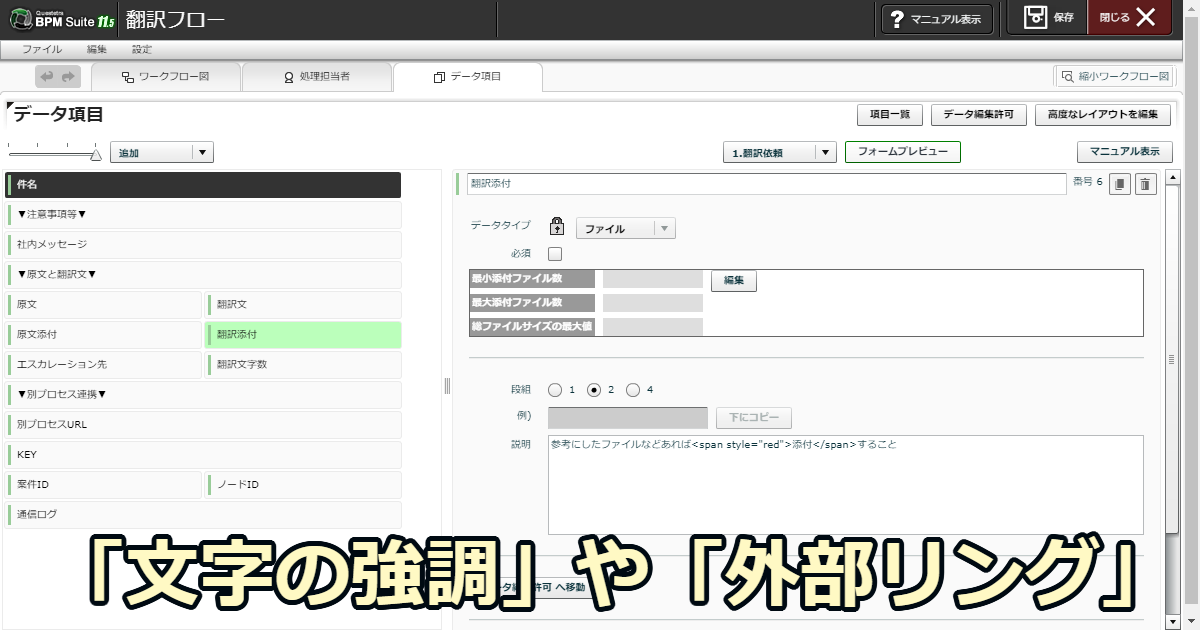 Questetra
BPM Suite 11.5 翻訳フロー
? マニュアル表示
保存
閉じる
ファイル 編集 設定
ワークフロー図
処理担当者
データ項目
縮小ワークフロー図
データ項目
項目一覧
データ編集許可
高度なレイアウトを編集
追加
1.翻訳依頼
フォームプレビュー
マニュアル表示
件名
▼注意事項等▼
社内メッセージ
▼原文と翻訳文▼
原文 翻訳文
原文添付 翻訳添付
エスカレーション先 翻訳文字数
▼別プロセス連携▼
別プロセスURL
KEY
案件ID ノードID
通信ログ
翻訳添付
番号 6
データタイプ ファイル
必須
最小添付ファイル数
編集
最大添付ファイル数
総ファイルサイズの最大値
段組 1 2 4
例) 下にコピー
説明 参考にしたファイルなどあれば<span style="red">添付</span>すること
許可 へ移動
「文字の強調」や「外部リング」